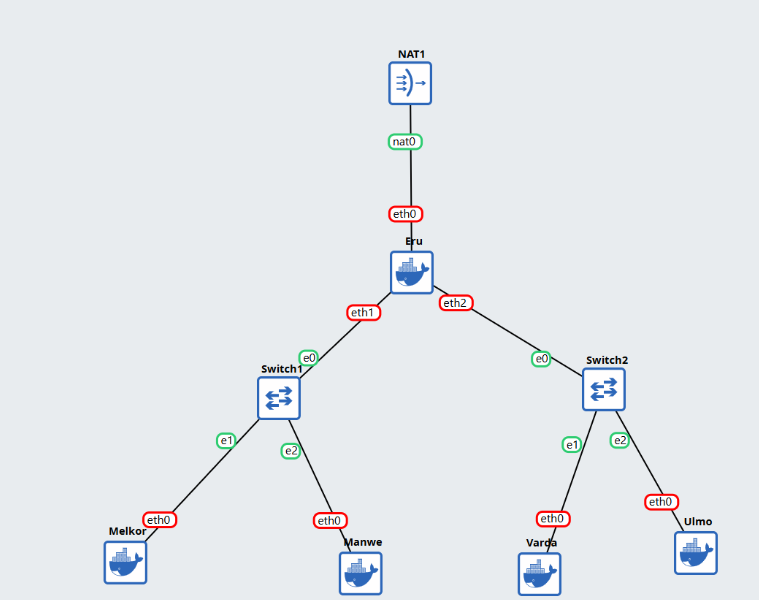 NAT1
nat0
eth0
Eru
eth1
eth2
e0
e0
Switch1
Switch2
e1
e2
e1
e2
eth0
eth0
eth0
eth0
Melkor
Manwe
Varda
Ulmo